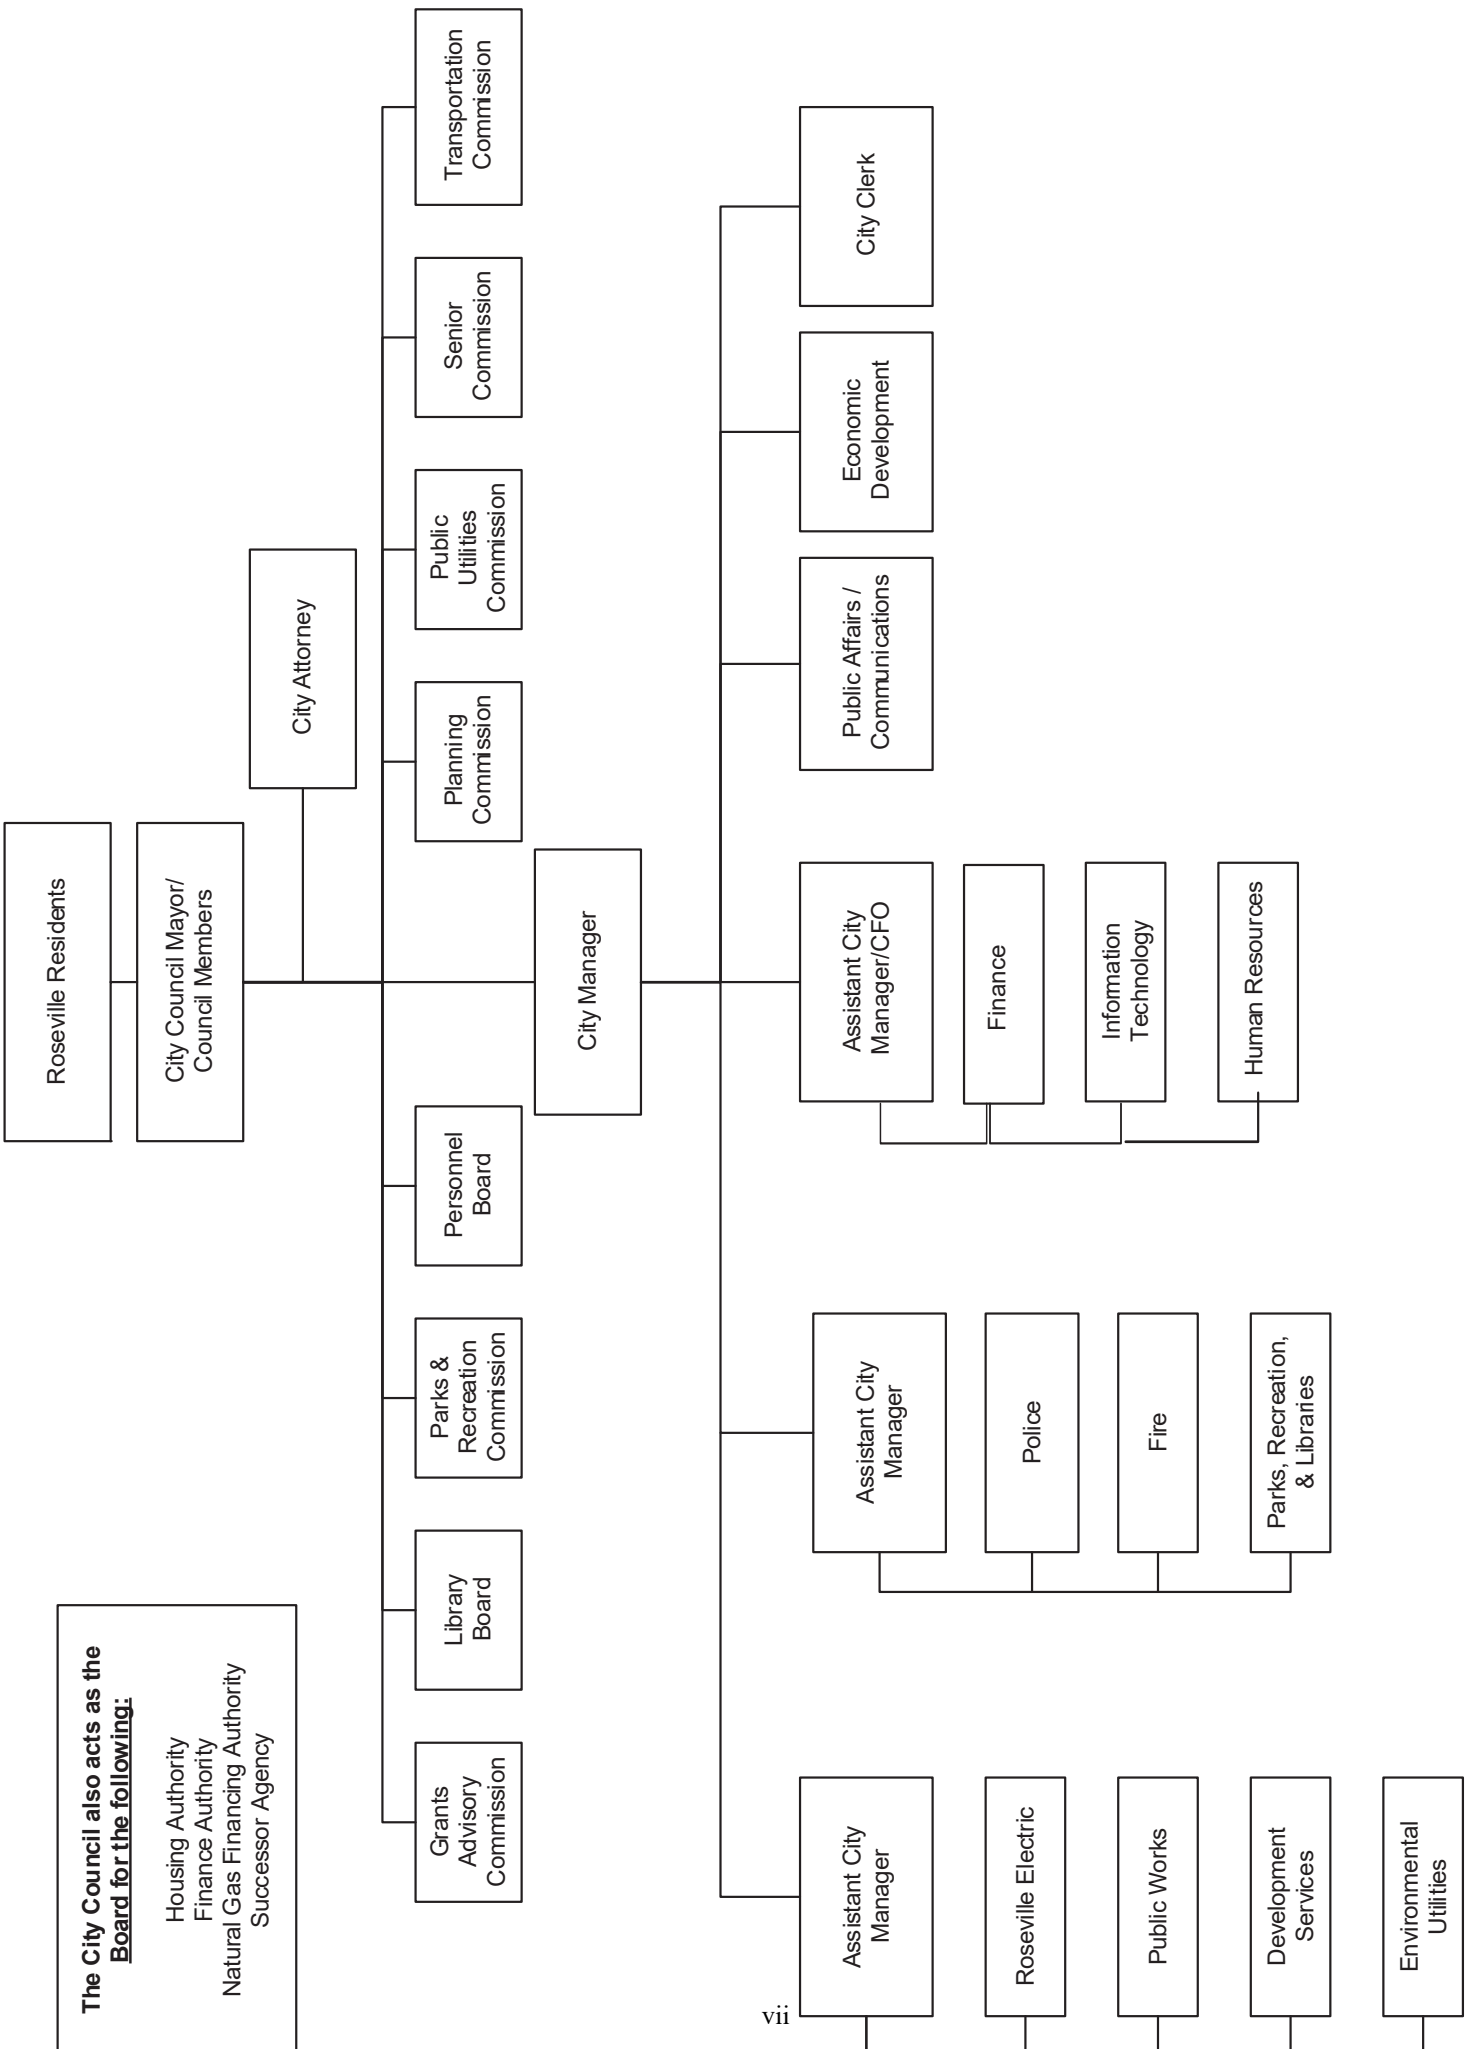 The City Council also acts as the
Board for the following:
Housing Authority
Finance Authority
Natural Gas Financing Authority
Successor Agency
Roseville Residents
City Council Mayor/
Council Members
City Attorney
Grants
Advisory
Commission
Library
Board
Parks &
Recreation
Commission
Personnel
Board
Planning
Commission
Public
Utilities
Commission
Senior
Commission
Transportation
Commission
City Manager
Assistant City
Manager
Roseville Electric
Public Works
Development
Services
Environmental
Utilities
Assistant City
Manager
Police
Fire
Parks, Recreation,
& Libraries
Assistant City
Manager/CFO
Finance
Information
Technology
Human Resources
Public Affairs /
Communications
Economic
Development
City Clerk
vii